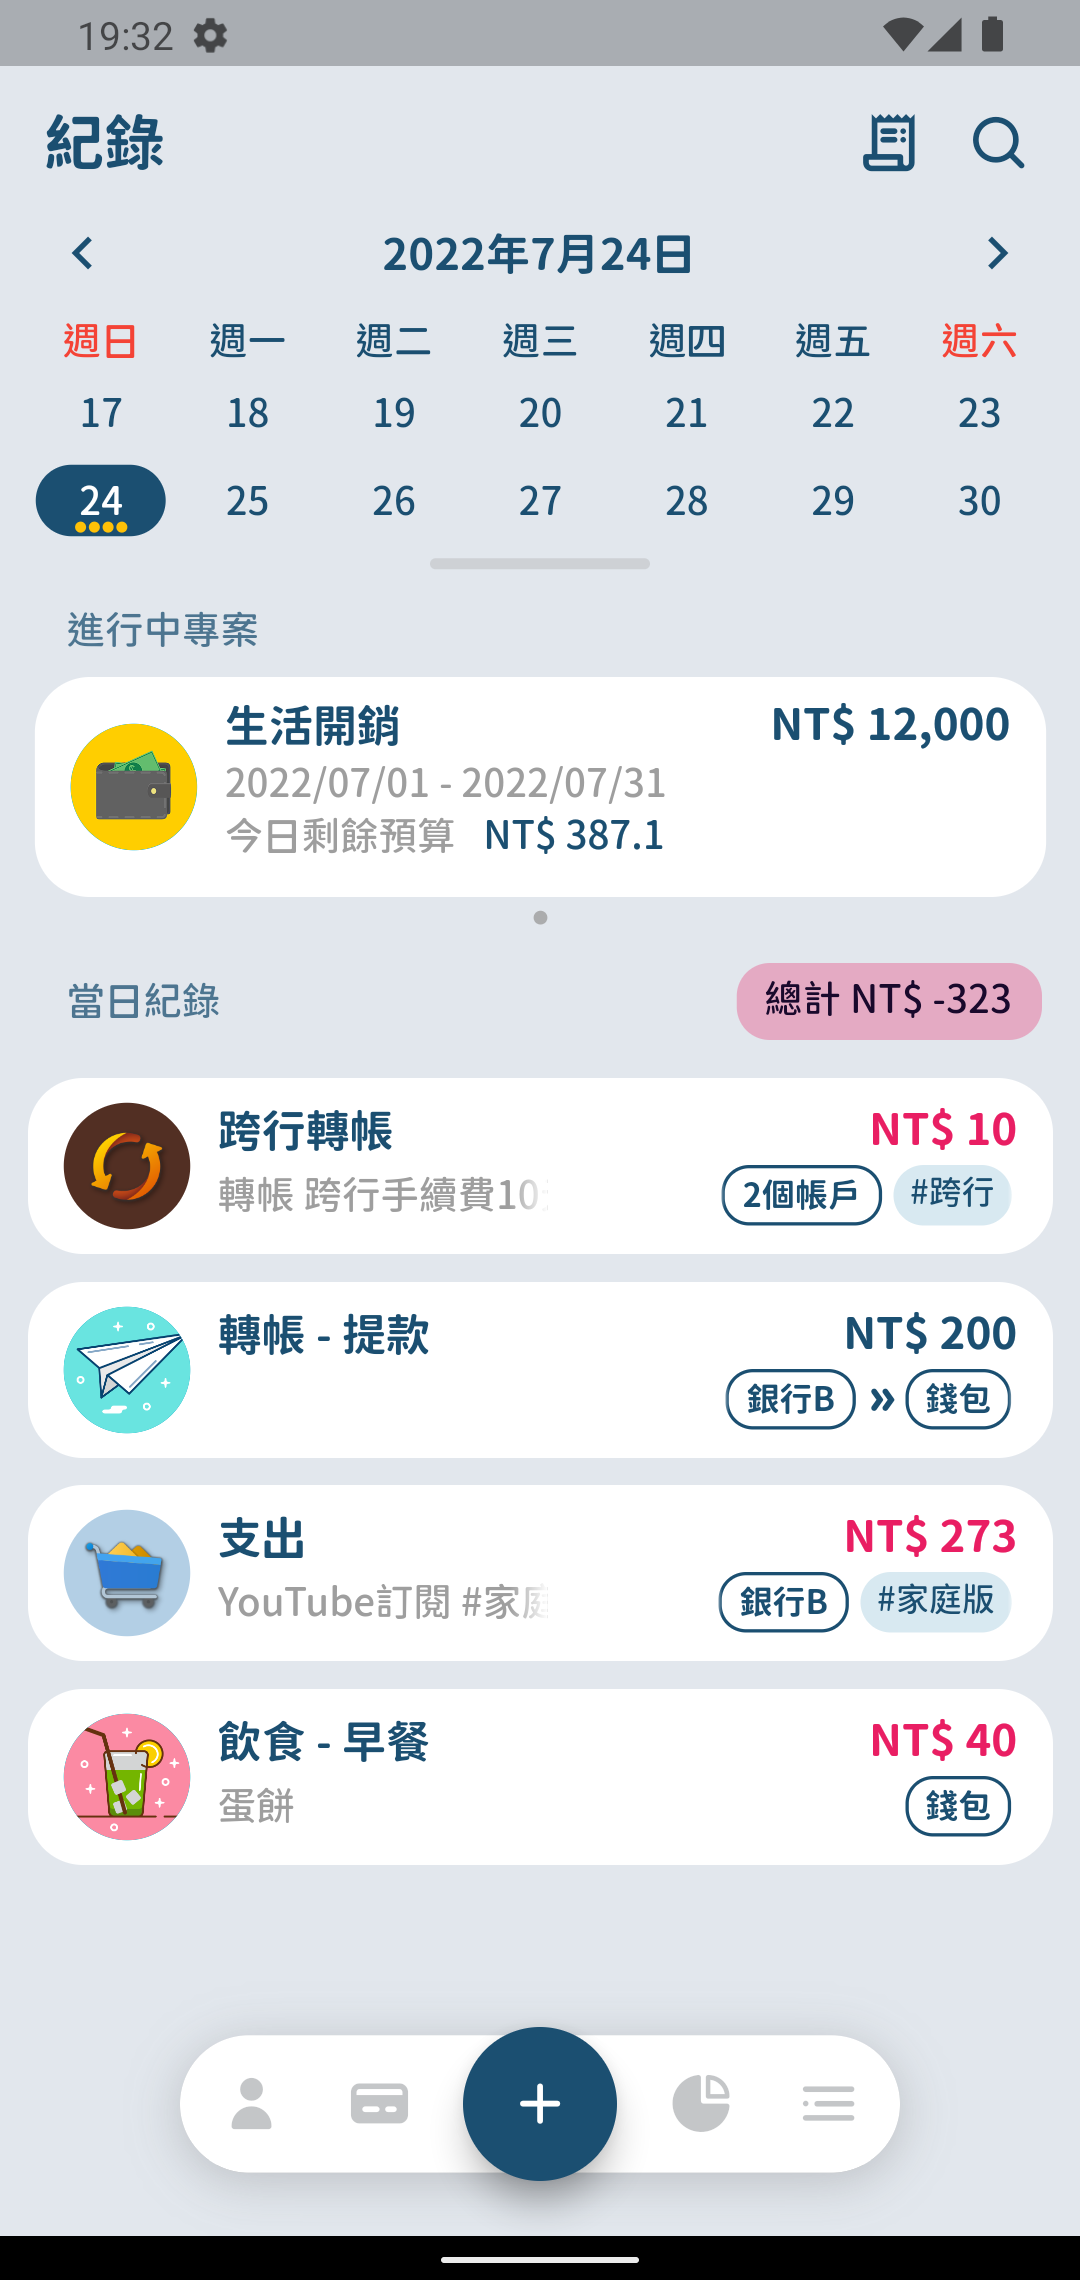 19:32
紀錄
2022年7月24日
週日 週一 週二 週三 週四 週五 週六
17 18 19 20 21 22 23
24 25 26 27 28 29 30
進行中專案
生活開銷 NT$ 12,000
2022/07/01 - 2022/07/31
今日剩餘預算 NT$ 387.1
當日紀錄 總計 NT$ -323
跨行轉帳 NT$ 10
轉帳 跨行手續費10 2個帳戶 #跨行
轉帳 - 提款 NT$ 200
銀行B » 錢包
支出 NT$ 273
YouTube訂閱 #家庭 銀行B #家庭版
飲食 - 早餐 NT$ 40
蛋餅 錢包